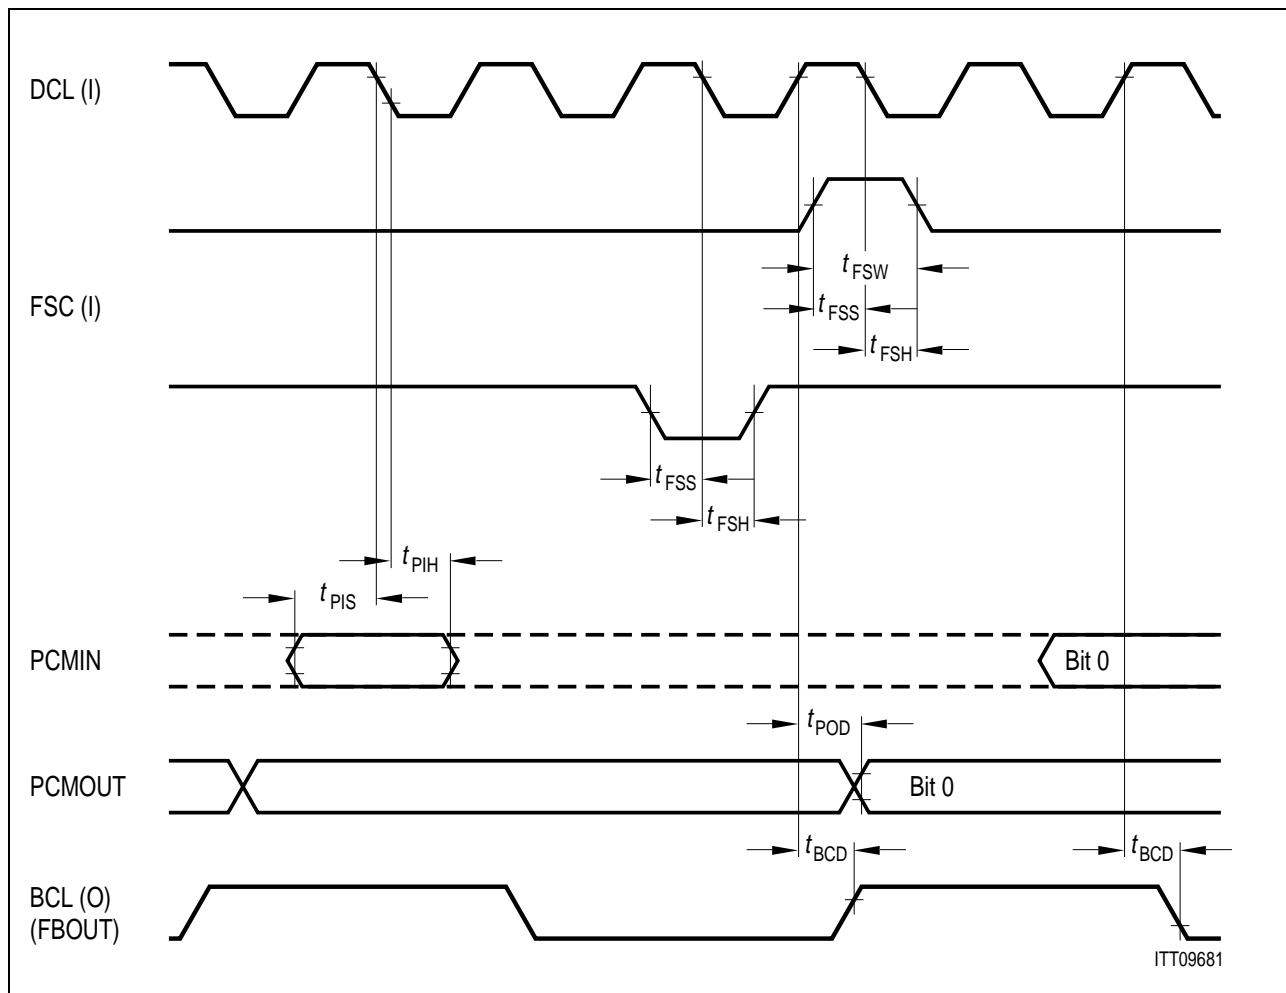 DCL (I)
t FSW
FSC (I)
t FSS
t FSH
t FSS
t FSH
t PIH
t PIS
PCMIN
Bit 0
t POD
PCMOUT
Bit 0
t BCD
t BCD
BCL (O)
(FBOUT)
ITT09681